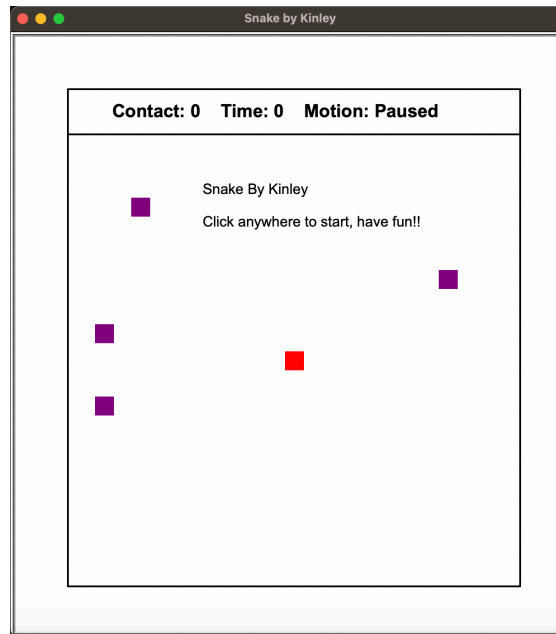 Snake by Kinley
Contact: 0 Time: 0 Motion: Paused
Snake By Kinley
Click anywhere to start, have fun!!